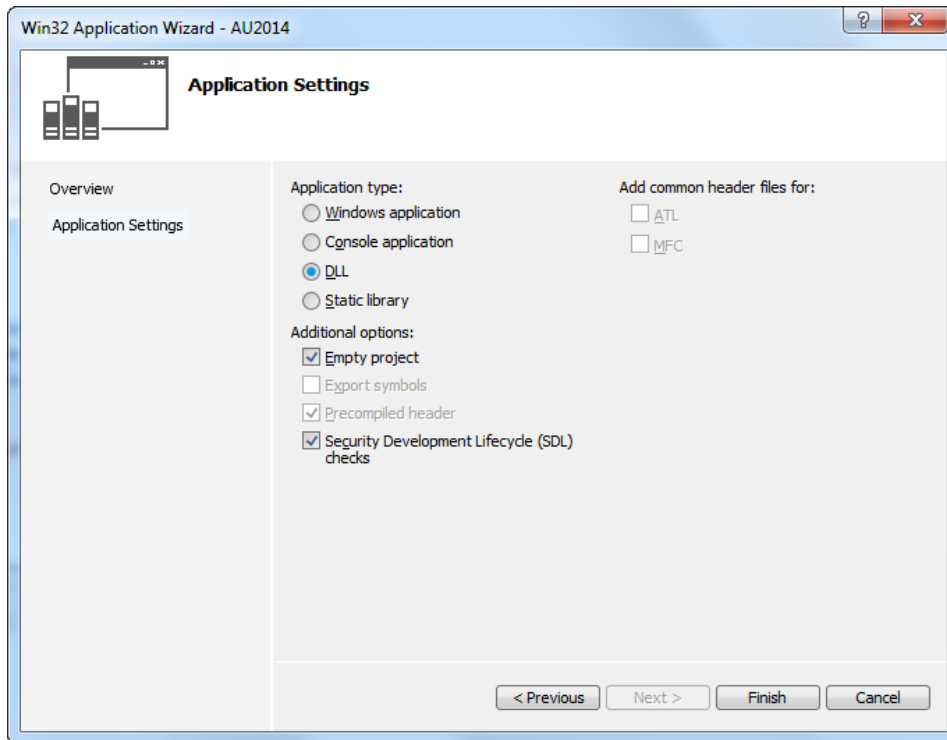 Win32 Application Wizard - AU2014
Application Settings
Overview
Application Settings
Application type:
Windows application
Console application
DLL
Static library
Additional options:
Empty project
Export symbols
Precompiled header
Security Development Lifecycle (SDL)
checks
Add common header files for:
ATL
MFC
< Previous
Next >
Finish
Cancel